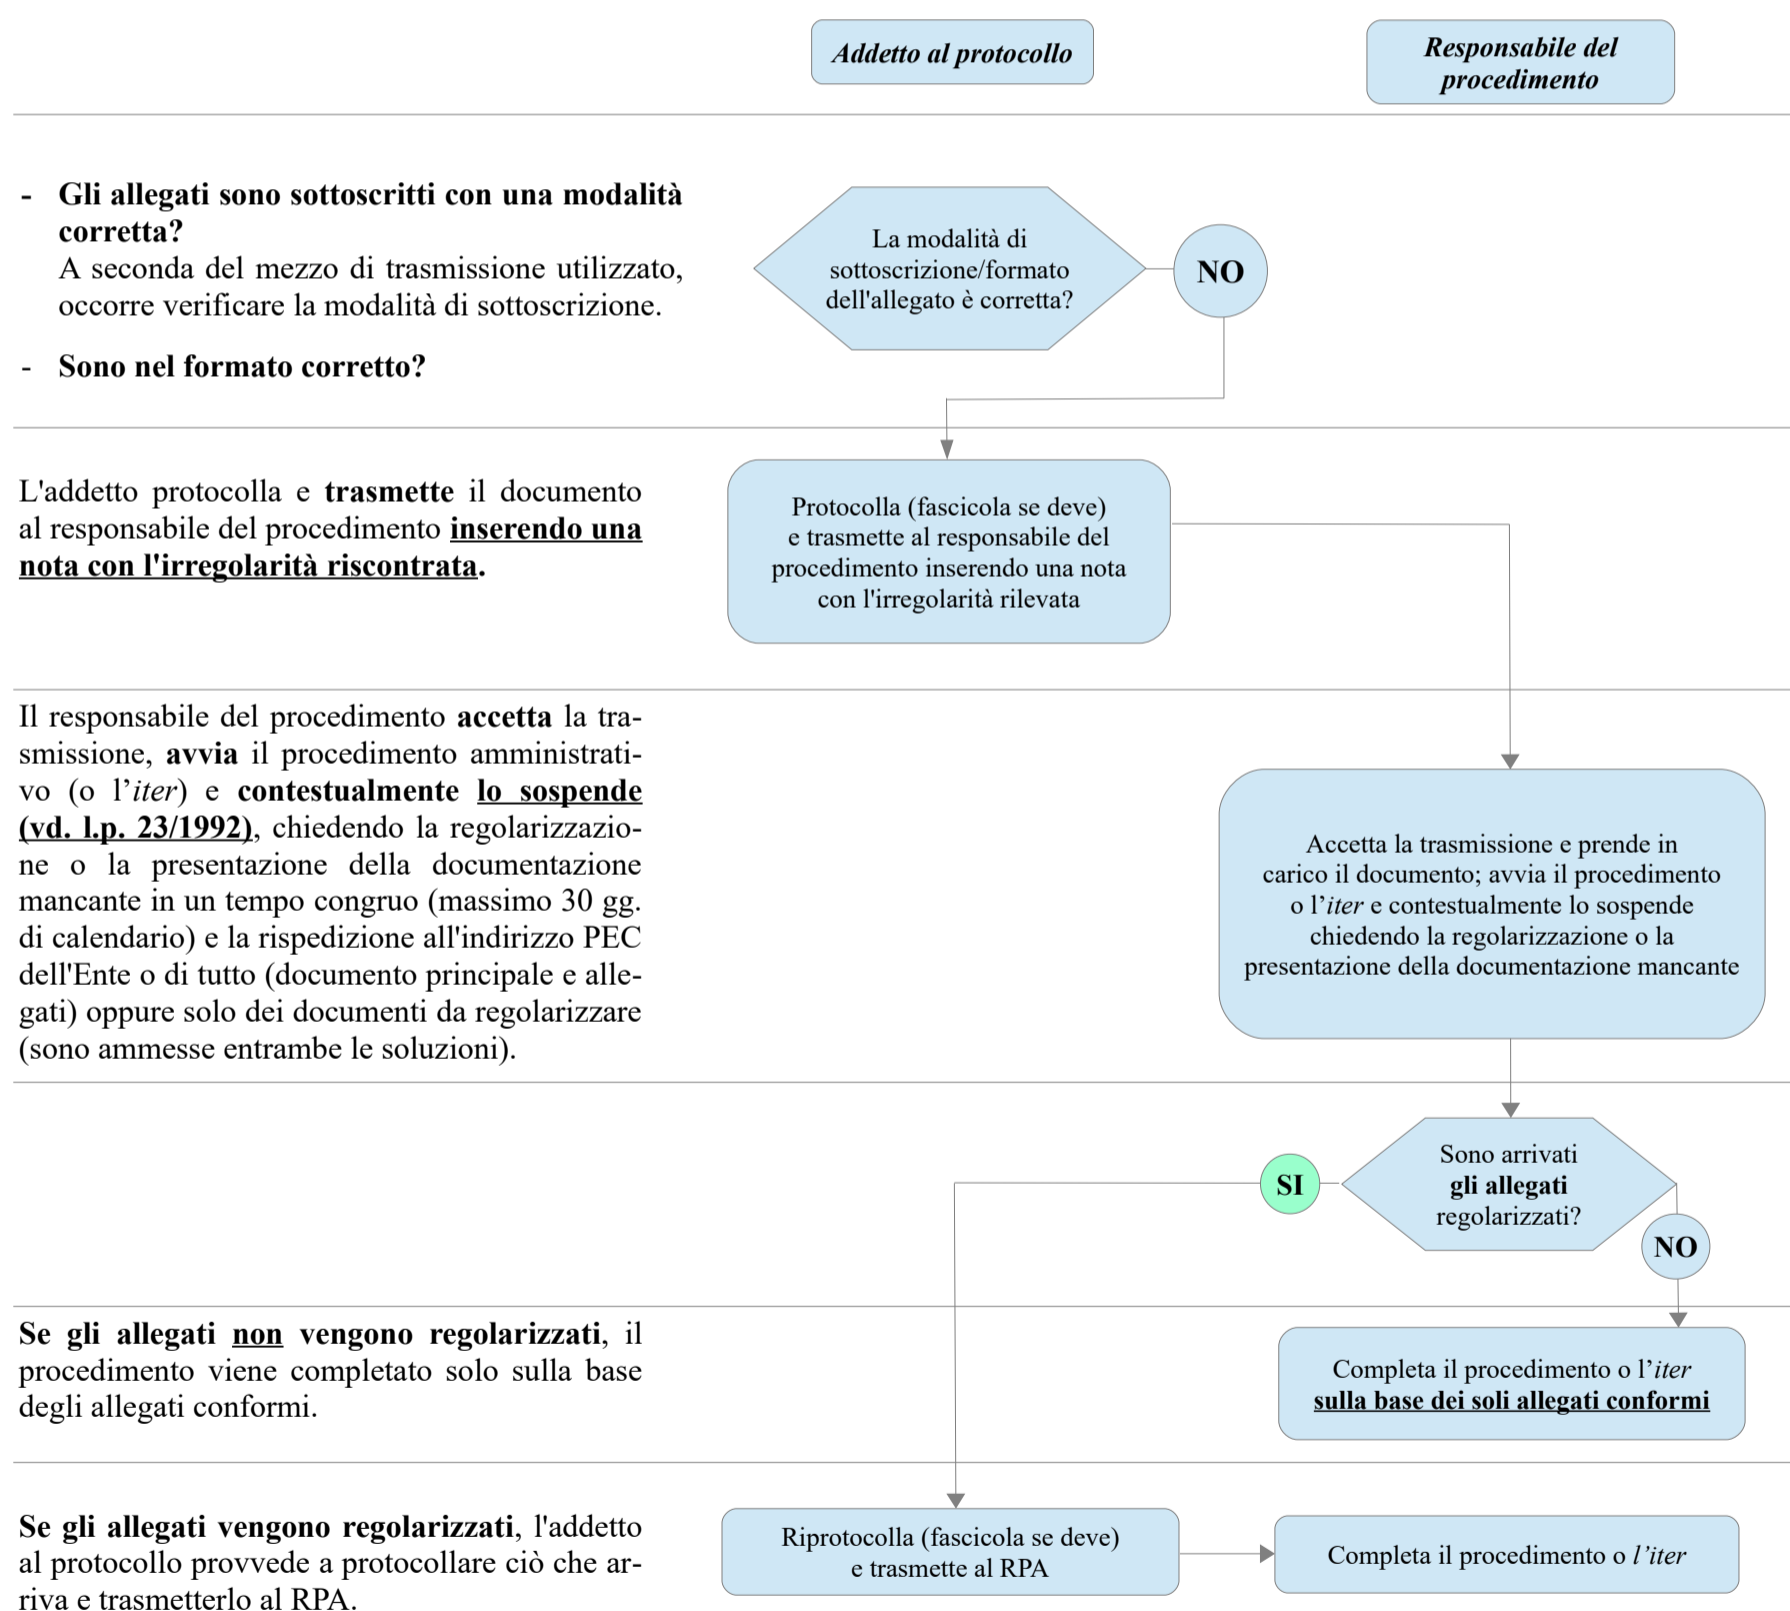 Addetto al protocollo
Responsabile del
procedimento
- Gli allegati sono sottoscritti con una modalità
corretta?
A seconda del mezzo di trasmissione utilizzato,
occorre verificare la modalità di sottoscrizione.
- Sono nel formato corretto?
La modalità di
sottoscrizione/formato
dell'allegato è corretta?
NO
L'addetto protocolla e trasmette il documento
al responsabile del procedimento inserendo una
nota con l'irregolarità riscontrata.
Protocolla (fascicola se deve)
e trasmette al responsabile del
procedimento inserendo una nota
con l'irregolarità rilevata
Il responsabile del procedimento accetta la tra-
smissione, avvia il procedimento amministrati-
vo (o l’iter) e contestualmente lo sospende
(vd. l.p. 23/1992), chiedendo la regolarizzazio-
ne o la presentazione della documentazione
mancante in un tempo congruo (massimo 30 gg.
di calendario) e la rispedizione all'indirizzo PEC
dell'Ente o di tutto (documento principale e alle-
gati) oppure solo dei documenti da regolarizzare
(sono ammesse entrambe le soluzioni).
Accetta la trasmissione e prende in
carico il documento; avvia il procedimento
o l’iter e contestualmente lo sospende
chiedendo la regolarizzazione o la
presentazione della documentazione mancante
Sono arrivati
gli allegati
regolarizzati?
SI
NO
Se gli allegati non vengono regolarizzati, il
procedimento viene completato solo sulla base
degli allegati conformi.
Completa il procedimento o l’iter
sulla base dei soli allegati conformi
Se gli allegati vengono regolarizzati, l'addetto
al protocollo provvede a protocollare ciò che ar-
riva e trasmetterlo al RPA.
Riprotocolla (fascicola se deve)
e trasmette al RPA
Completa il procedimento o l’iter